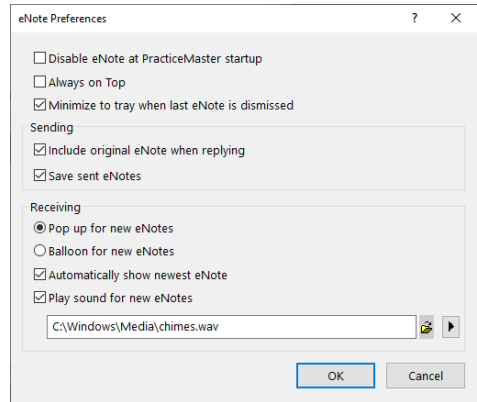 eNote Preferences
Disable eNote at PracticeMaster startup
Always on Top
Minimize to tray when last eNote is dismissed
Sending
Include original eNote when replying
Save sent eNotes
Receiving
Pop up for new eNotes
Balloon for new eNotes
Automatically show newest eNote
Play sound for new eNotes
C:\Windows\Media\chimes.wav
OK Cancel